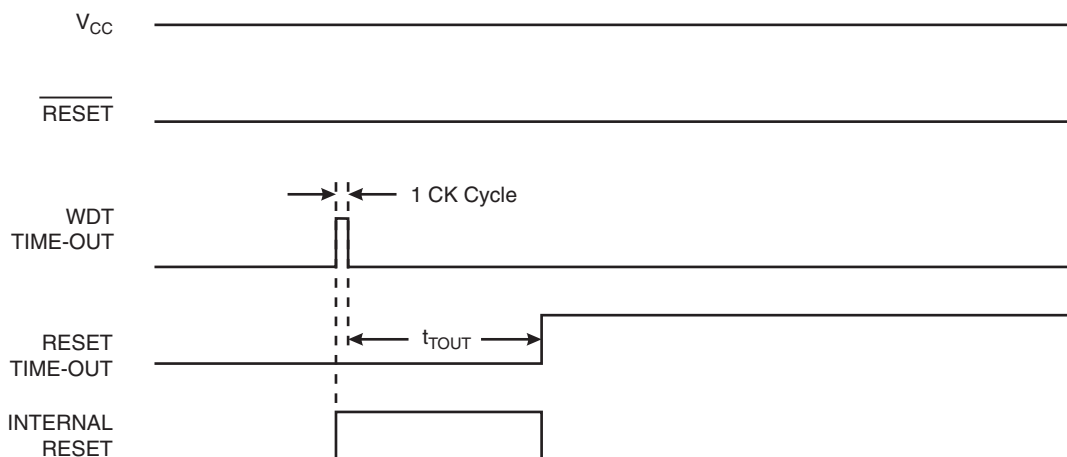 VCC
RESET
1 CK Cycle
WDT
TIME-OUT
RESET
TIME-OUT
tTOUT
INTERNAL
RESET